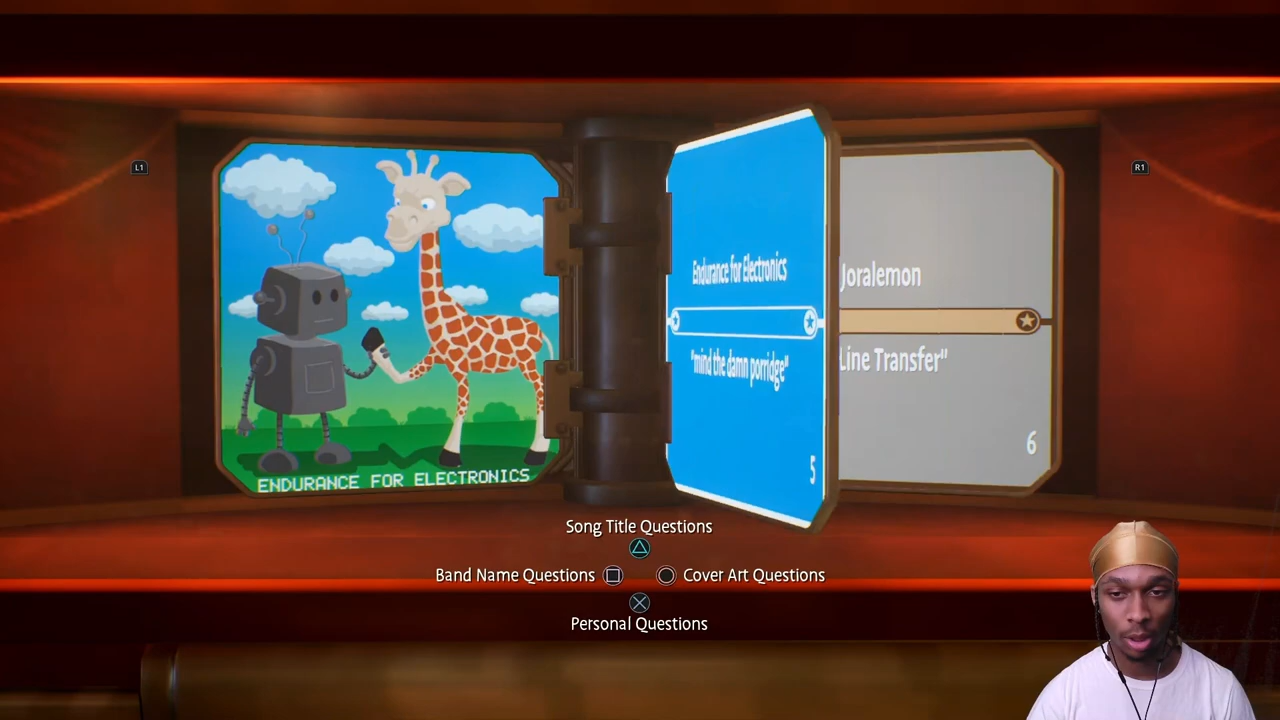 L1
R1
ENDURANCE FOR ELECTRONICS
Endurance for Electronics
"mind the damn porridge"
5
Joralemon
Line Transfer"
6
Song Title Questions
Band Name Questions
Cover Art Questions
Personal Questions